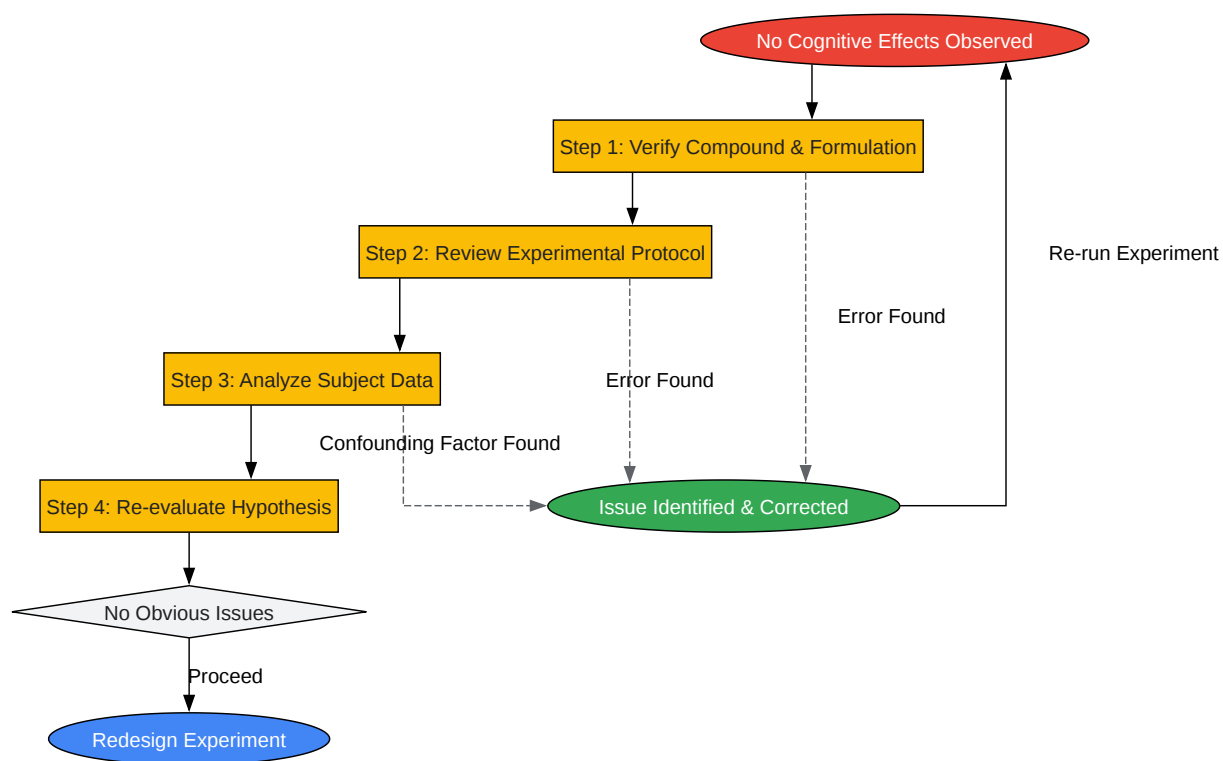 No Cognitive Effects Observed
Step 1: Verify Compound & Formulation
Step 2: Review Experimental Protocol
Re-run Experiment
Error Found
Step 3: Analyze Subject Data
Error Found
Confounding Factor Found
Step 4: Re-evaluate Hypothesis
Issue Identified & Corrected
No Obvious Issues
Proceed
Redesign Experiment